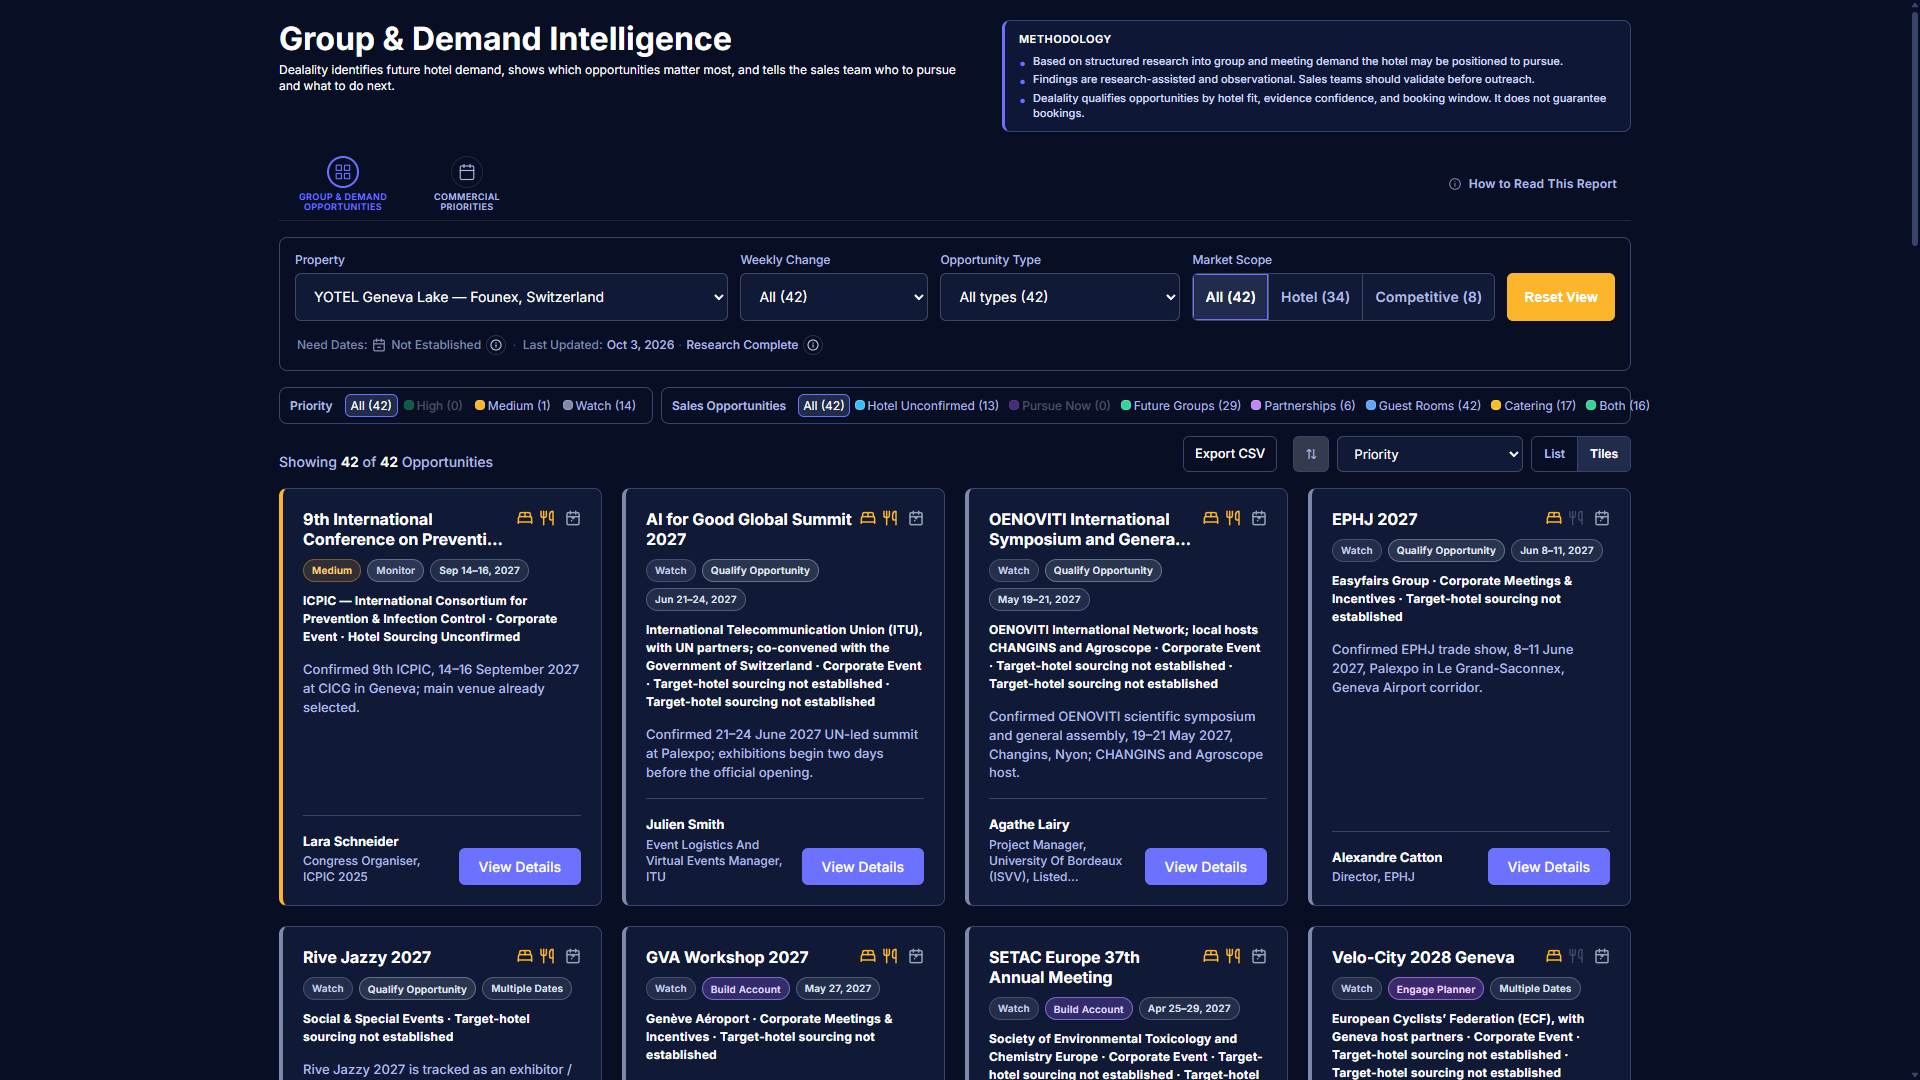 Group & Demand Intelligence
Dealality identifies future hotel demand, shows which opportunities matter most, and tells the sales team who to pursue
and what to do next.
METHODOLOGY
Based on structured research into group and meeting demand the hotel may be positioned to pursue.
Findings are research-assisted and observational. Sales teams should validate before outreach.
Dealality qualifies opportunities by hotel fit, evidence confidence, and booking window. It does not guarantee
bookings.
GROUP & DEMAND
OPPORTUNITIES
COMMERCIAL
PRIORITIES
How to Read This Report
Property
Weekly Change
Opportunity Type
Market Scope
YOTEL Geneva Lake — Founex, Switzerland
All (42)
All types (42)
All (42)
Hotel (34)
Competitive (8)
Reset View
Need Dates: Not Established · Last Updated: Oct 3, 2026 · Research Complete
Priority All (42) High (0) Medium (1) Watch (14)
Sales Opportunities All (42) Hotel Unconfirmed (13) Pursue Now (0) Future Groups (29) Partnerships (6) Guest Rooms (42) Catering (17) Both (16)
Showing 42 of 42 Opportunities
Export CSV
Priority
List
Tiles
9th International
Conference on Preventi...
Medium
Monitor
Sep 14–16, 2027
ICPIC — International Consortium for
Prevention & Infection Control · Corporate
Event · Hotel Sourcing Unconfirmed
Confirmed 9th ICPIC, 14–16 September 2027
at CICG in Geneva; main venue already
selected.
Lara Schneider
Congress Organiser,
ICPIC 2025
View Details
AI for Good Global Summit
2027
Watch
Qualify Opportunity
Jun 21–24, 2027
International Telecommunication Union (ITU),
with UN partners; co-convened with the
Government of Switzerland · Corporate Event
· Target-hotel sourcing not established ·
Target-hotel sourcing not established
Confirmed 21–24 June 2027 UN-led summit
at Palexpo; exhibitions begin two days
before the official opening.
Julien Smith
Event Logistics And
Virtual Events Manager,
ITU
View Details
OENOVITI International
Symposium and Genera...
Watch
Qualify Opportunity
May 19–21, 2027
OENOVITI International Network; local hosts
CHANGINS and Agroscope · Corporate Event
· Target-hotel sourcing not established ·
Target-hotel sourcing not established
Confirmed OENOVITI scientific symposium
and general assembly, 19–21 May 2027,
Changins, Nyon; CHANGINS and Agroscope
host.
Agathe Lairy
Project Manager,
University Of Bordeaux
(ISVV), Listed...
View Details
EPHJ 2027
Watch
Qualify Opportunity
Jun 8–11, 2027
Easyfairs Group · Corporate Meetings &
Incentives · Target-hotel sourcing not
established
Confirmed EPHJ trade show, 8–11 June
2027, Palexpo in Le Grand-Saconnex,
Geneva Airport corridor.
Alexandre Catton
Director, EPHJ
View Details
Rive Jazzy 2027
Watch
Qualify Opportunity
Multiple Dates
Social & Special Events · Target-hotel
sourcing not established
Rive Jazzy 2027 is tracked as an exhibitor /
GVA Workshop 2027
Watch
Build Account
May 27, 2027
Genève Aéroport · Corporate Meetings &
Incentives · Target-hotel sourcing not
established
SETAC Europe 37th
Annual Meeting
Watch
Build Account
Apr 25–29, 2027
Society of Environmental Toxicology and
Chemistry Europe · Corporate Event · Target-
hotel sourcing not established · Target-hotel
Velo-City 2028 Geneva
Watch
Engage Planner
Multiple Dates
European Cyclists’ Federation (ECF), with
Geneva host partners · Corporate Event ·
Target-hotel sourcing not established ·
Target-hotel sourcing not established